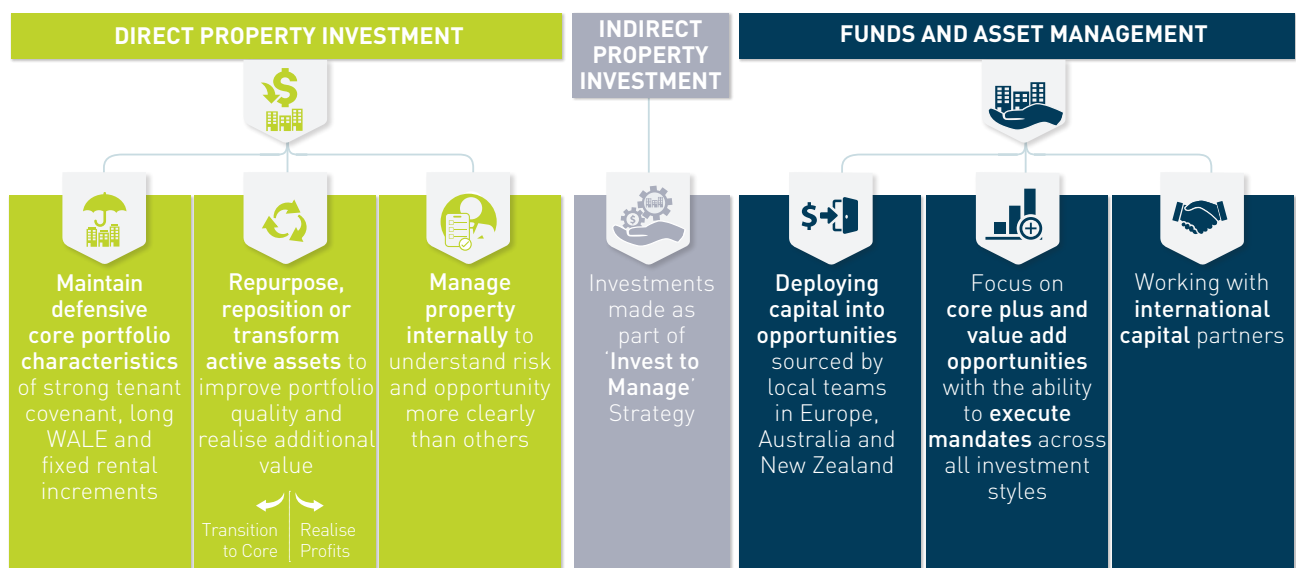 DIRECT PROPERTY INVESTMENT
INDIRECT
PROPERTY
INVESTMENT
FUNDS AND ASSET MANAGEMENT
Maintain
defensive
core portfolio
characteristics
of strong tenant
covenant, long
WALE and
fixed rental
increments
Repurpose,
reposition or
transform
active assets to
improve portfolio
quality and
realise additional
value
Transition
to Core
Realise
Profits
Manage
property
internally to
understand risk
and opportunity
more clearly
than others
Investments
made as
part of
'Invest to
Manage'
Strategy
Deploying
capital into
opportunities
sourced by
local teams
in Europe,
Australia and
New Zealand
Focus on
core plus and
value add
opportunities
with the ability
to execute
mandates across
all investment
styles
Working with
international
capital partners